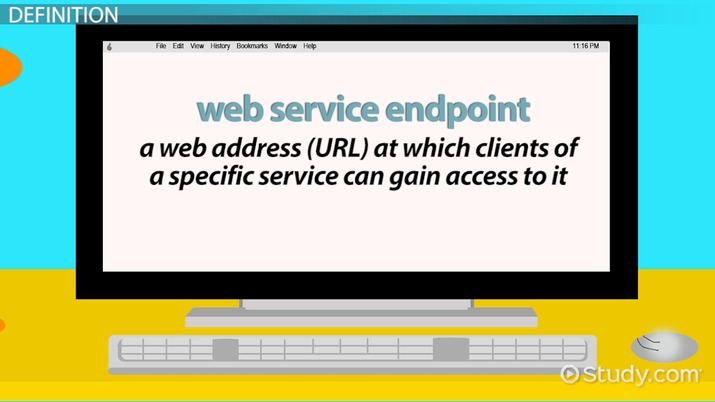 DEFINITION
File Edit View History Bookmarks Window Help 11:16 PM
web service endpoint
a web address (URL) at which clients of
a specific service can gain access to it
Study.com